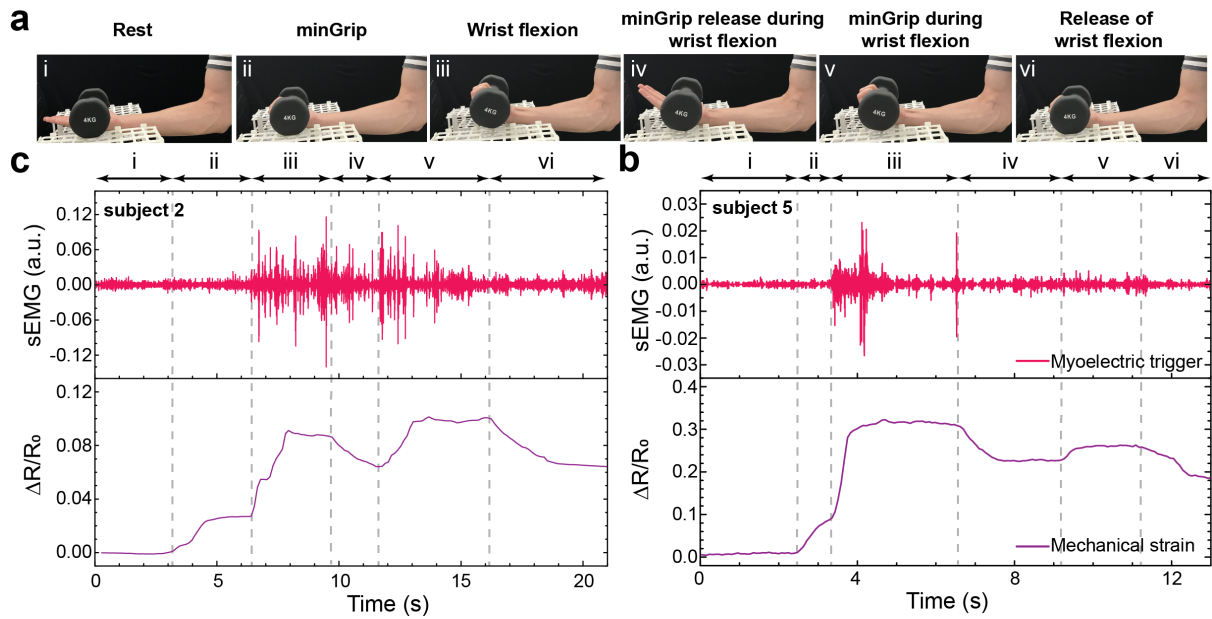 a
Rest
minGrip
Wrist flexion
minGrip release during
wrist flexion
minGrip during
wrist flexion
Release of
wrist flexion
i
ii
iii
iv
v
vi
4KG
4KG
4KG
4KG
4KG
4KG
c
i
ii
iii
iv
v
vi
subject 2
sEMG (a.u.)
0.12
0.06
0.00
-0.06
-0.12
ΔR/R₀
0.12
0.08
0.04
0.00
0
5
10
15
20
Time (s)
b
i
ii
iii
iv
v
vi
subject 5
sEMG (a.u.)
0.03
0.02
0.01
0.00
-0.01
-0.02
-0.03
Myoelectric trigger
ΔR/R₀
0.4
0.3
0.2
0.1
0.0
Mechanical strain
0
4
8
12
Time (s)